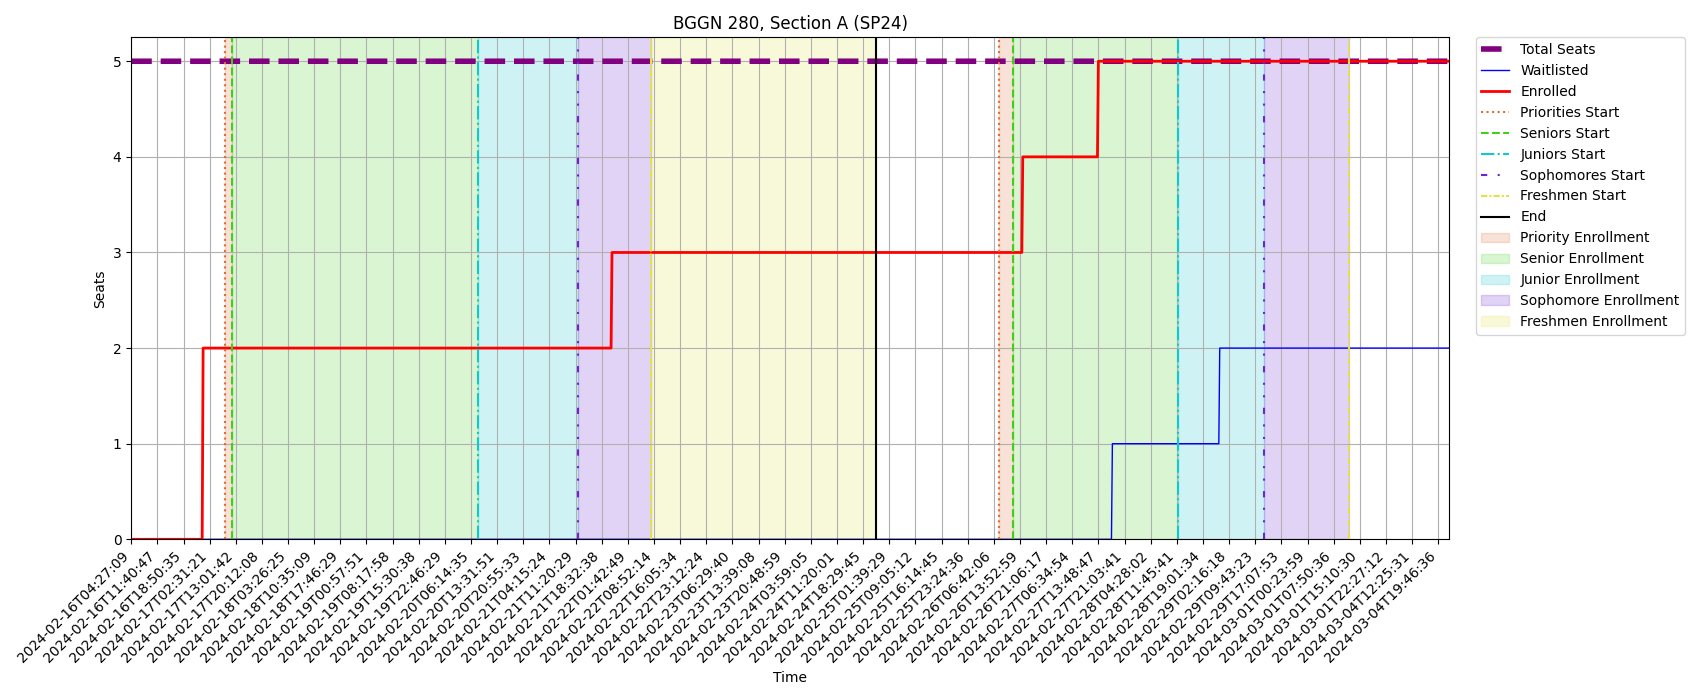 BGGN 280, Section A (SP24)
Seats
5
4
3
2
1
0
2024-02-16T04:27:09
2024-02-16T11:40:47
2024-02-16T18:50:35
2024-02-17T02:31:21
2024-02-17T13:01:42
2024-02-17T20:12:08
2024-02-18T03:26:25
2024-02-18T10:35:09
2024-02-18T17:46:29
2024-02-19T00:57:51
2024-02-19T08:17:58
2024-02-19T15:30:38
2024-02-19T22:46:29
2024-02-20T06:14:35
2024-02-20T13:31:51
2024-02-20T20:55:33
2024-02-21T04:15:24
2024-02-21T11:20:29
2024-02-21T18:32:38
2024-02-22T01:42:49
2024-02-22T08:52:14
2024-02-22T16:05:34
2024-02-22T23:12:24
2024-02-23T06:29:40
2024-02-23T13:39:08
2024-02-23T20:48:59
2024-02-24T03:59:05
2024-02-24T11:20:01
2024-02-24T18:29:45
2024-02-25T01:39:29
2024-02-25T09:05:12
2024-02-25T16:14:45
2024-02-25T23:24:36
2024-02-26T06:42:06
2024-02-26T13:52:59
2024-02-26T21:06:17
2024-02-27T06:34:54
2024-02-27T13:48:47
2024-02-27T21:03:41
2024-02-28T04:28:02
2024-02-28T11:45:41
2024-02-28T19:01:34
2024-02-29T02:16:18
2024-02-29T09:43:23
2024-02-29T17:07:53
2024-03-01T00:23:59
2024-03-01T07:50:36
2024-03-01T15:10:30
2024-03-01T22:27:12
2024-03-04T12:25:31
2024-03-04T19:46:36
Time
Total Seats
Waitlisted
Enrolled
Priorities Start
Seniors Start
Juniors Start
Sophomores Start
Freshmen Start
End
Priority Enrollment
Senior Enrollment
Junior Enrollment
Sophomore Enrollment
Freshmen Enrollment